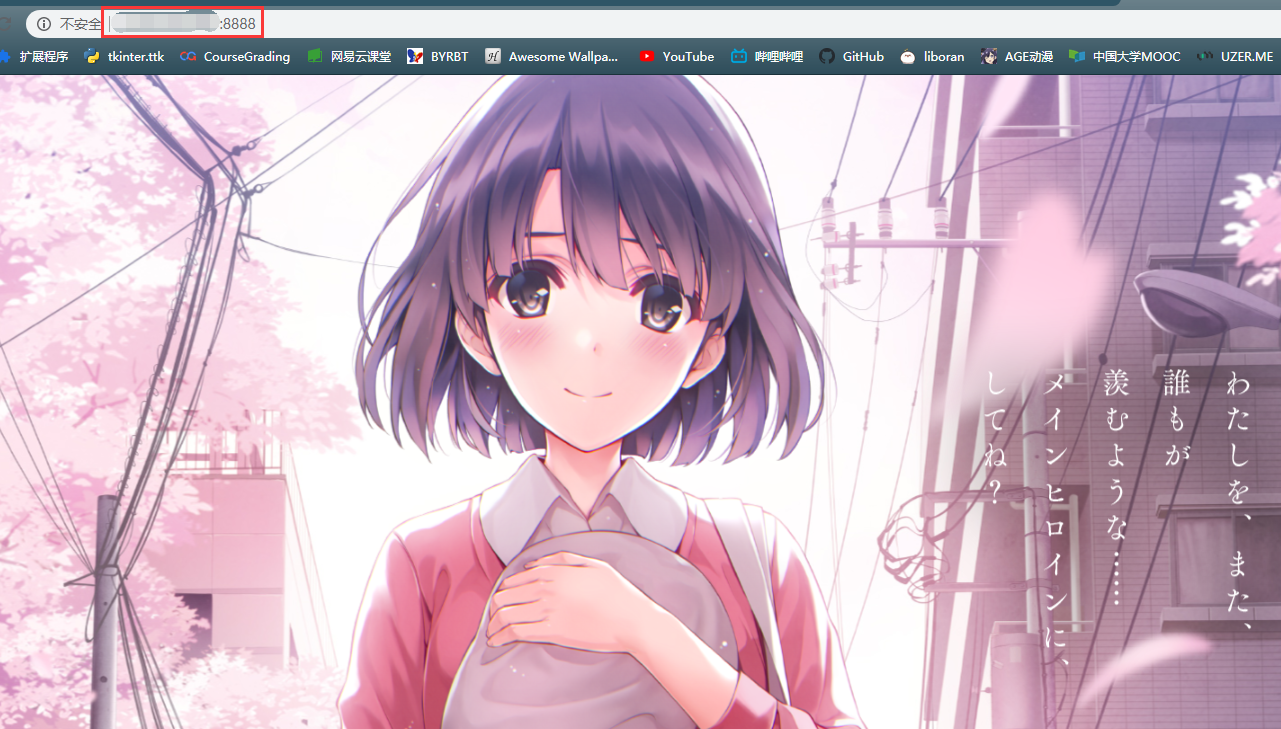 不安全 :8888
扩展程序 tkinter.ttk CourseGrading 网易云课堂 BYRBT Awesome Wallpa... YouTube 哔哩哔哩 GitHub liboran AGE动漫 中国大学MOOC UZER.ME
わたしを、また、
誰もが
羨むような……
メインヒロインに、
してね？